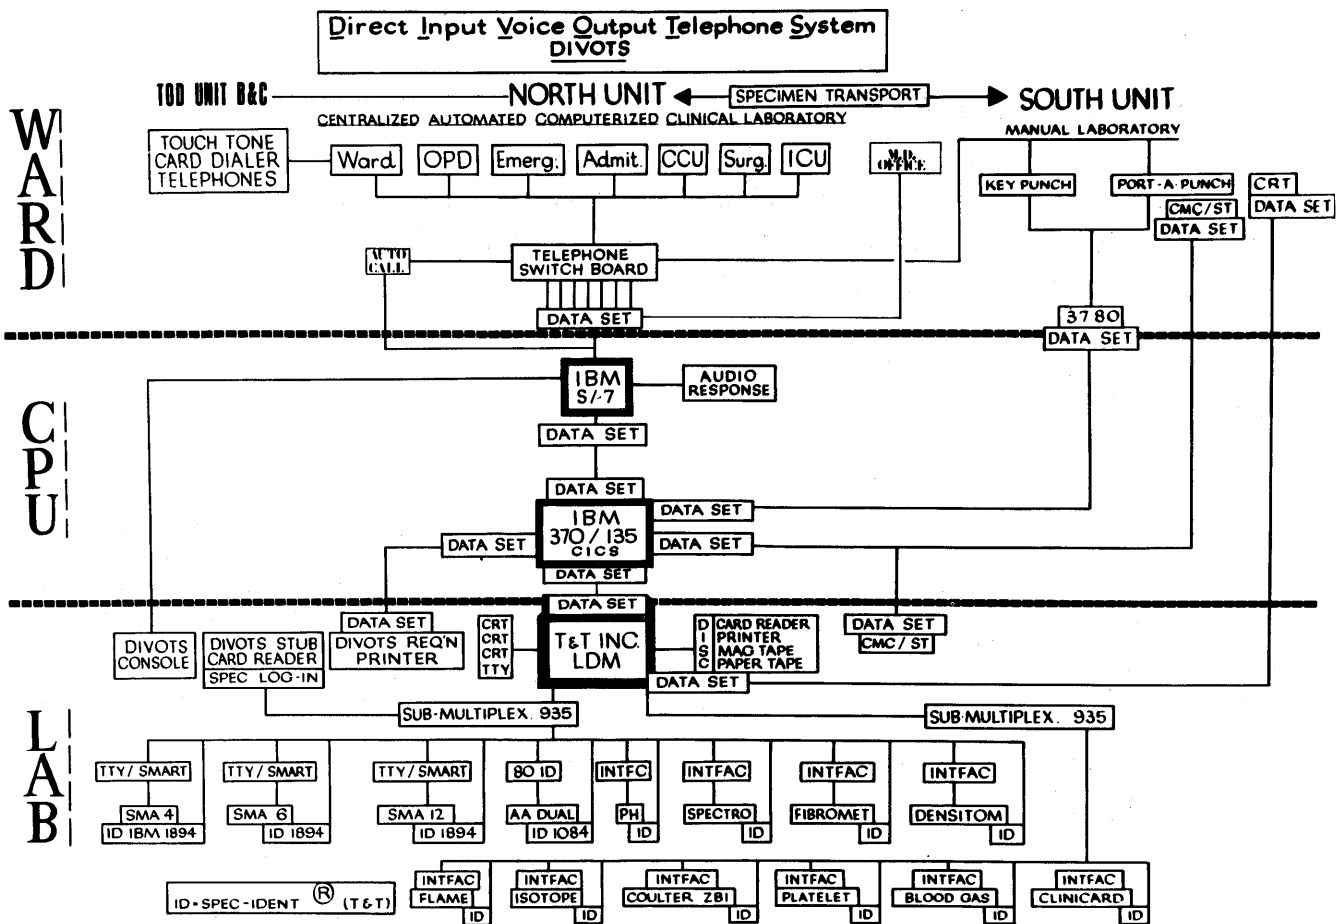 Direct Input Voice Output Telephone System
DIVOTS
TOD UNIT B&C
NORTH UNIT
SPECIMEN TRANSPORT
SOUTH UNIT
CENTRALIZED AUTOMATED COMPUTERIZED CLINICAL LABORATORY
MANUAL LABORATORY
WARD
TOUCH TONE
CARD DIALER
TELEPHONES
Ward
OPD
Emerg.
Admit.
CCU
Surg.
ICU
M.D.
OFFICE
KEY PUNCH
PORT-A-PUNCH
CRT
DATA SET
CMC/ST
DATA SET
AUTO
CALL
TELEPHONE
SWITCH BOARD
DATA SET
3780
DATA SET
CPU
IBM
S/-7
AUDIO
RESPONSE
DATA SET
DATA SET
IBM
370/135
CICS
DATA SET
DATA SET
DATA SET
DATA SET
DATA SET
LAB
DIVOTS
CONSOLE
DIVOTS STUB
CARD READER
SPEC LOG-IN
DATA SET
DIVOTS REQ'N
PRINTER
CRT
CRT
CRT
TTY
T&T INC.
LDM
DISC
CARD READER
PRINTER
MAG TAPE
PAPER TAPE
DATA SET
DATA SET
CMC/ST
SUB-MULTIPLEX. 935
SUB-MULTIPLEX. 935
TTY/SMART
SMA 4
ID IBM 1894
TTY/SMART
SMA 6
ID 1894
TTY/SMART
SMA 12
ID 1894
80 ID
AA DUAL
ID 1084
INTFC
PH
ID
INTFAC
SPECTRO
ID
INTFAC
FIBROMET
ID
INTFAC
DENSITOM
ID
INTFAC
FLAME
ID
INTFAC
ISOTOPE
ID
INTFAC
COULTER ZBI
ID
INTFAC
PLATELET
ID
INTFAC
BLOOD GAS
ID
INTFAC
CLINICARD
ID
ID=SPEC-IDENT ® (T&T)